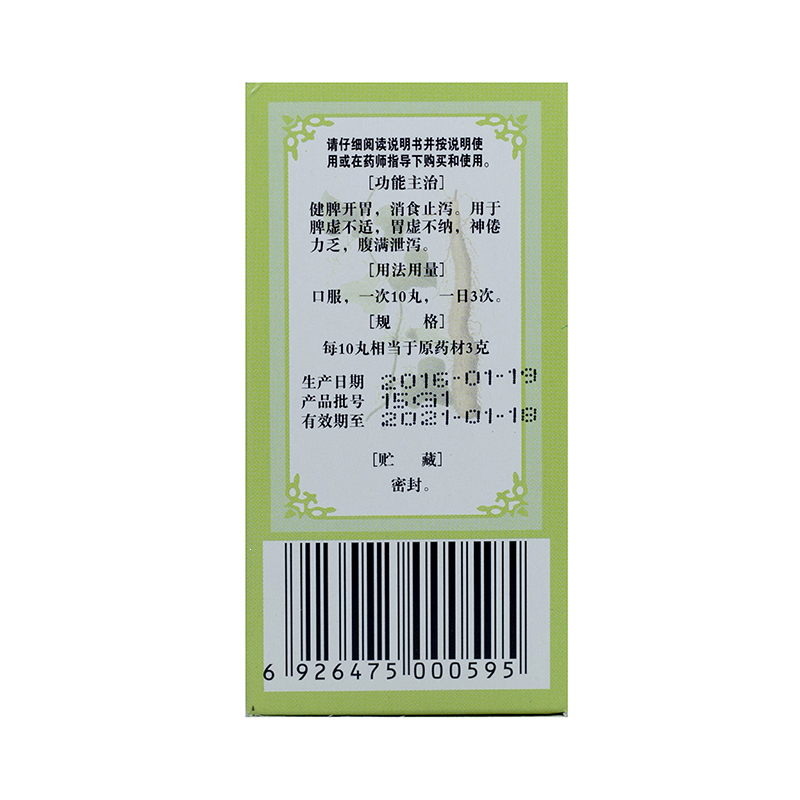 请仔细阅读说明书并按说明使
用或在药师指导下购买和使用。
[功能主治]
健脾开胃，消食止泻。用于
脾虚不适，胃虚不纳，神倦
力乏，腹满泄泻。
[用法用量]
口服，一次10丸，一日3次。
[规 格]
每10丸相当于原药材3克
生产日期 2016-01-19
产品批号 15G1
有效期至 2021-01-18
[贮 藏]
密封。
6 926475 000595